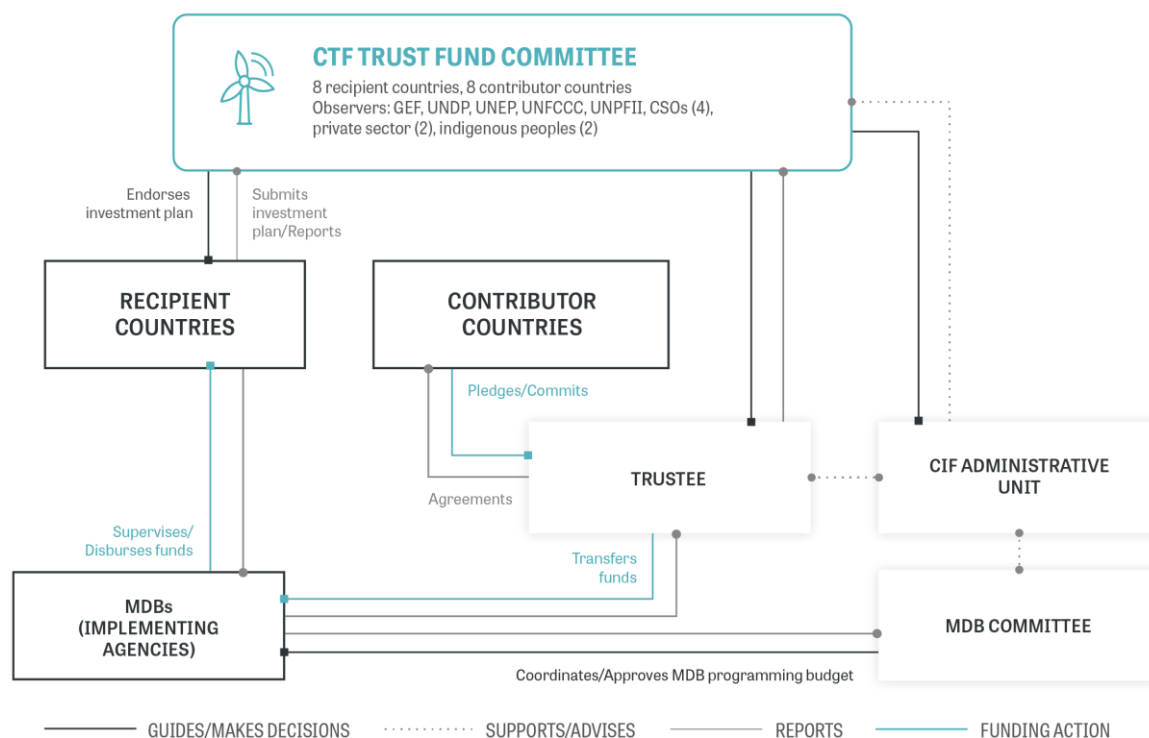 CTF TRUST FUND COMMITTEE
8 recipient countries, 8 contributor countries
Observers: GEF, UNDP, UNEP, UNFCCC, UNPFII, CSOs (4),
private sector (2), indigenous peoples (2)
Endorses
investment plan
Submits
investment
plan/Reports
RECIPIENT
COUNTRIES
CONTRIBUTOR
COUNTRIES
Pledges/Commits
Agreements
TRUSTEE
CIF ADMINISTRATIVE
UNIT
Supervises/
Disburses funds
Transfers
funds
MDBs
(IMPLEMENTING
AGENCIES)
MDB COMMITTEE
Coordinates/Approves MDB programming budget
GUIDES/MAKES DECISIONS
SUPPORTS/ADVISES
REPORTS
FUNDING ACTION